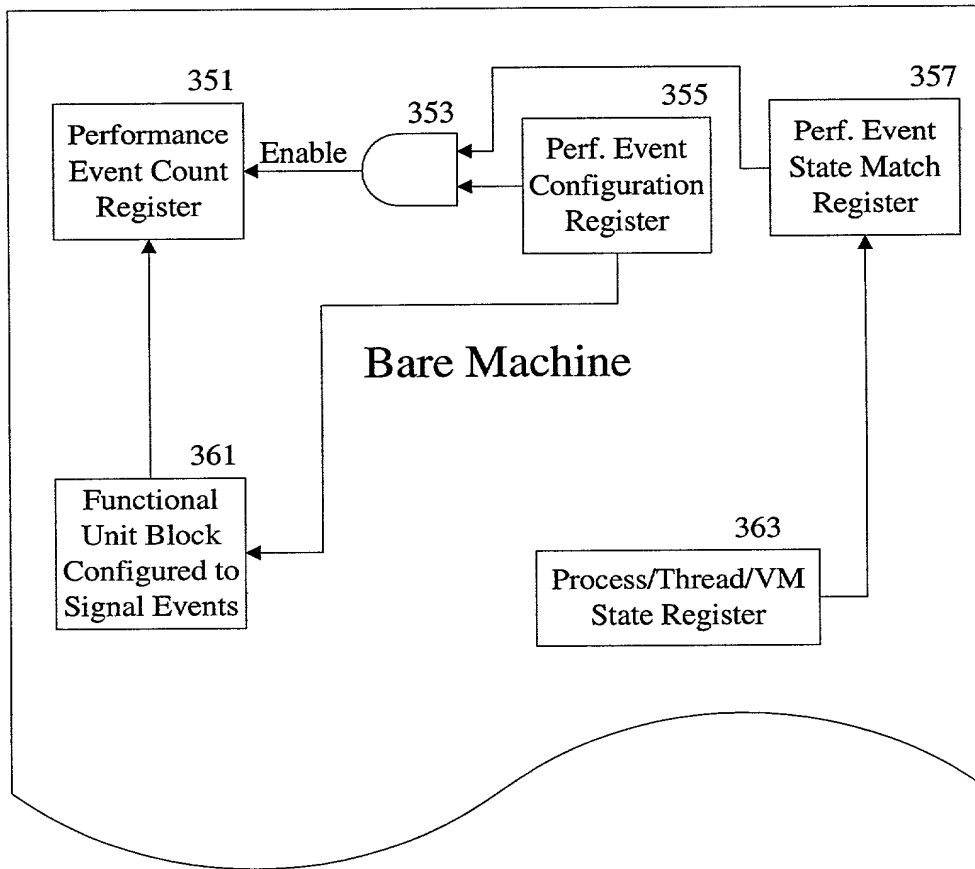 351
Performance
Event Count
Register
Enable
353
355
Perf. Event
Configuration
Register
357
Perf. Event
State Match
Register
Bare Machine
361
Functional
Unit Block
Configured to
Signal Events
363
Process/Thread/VM
State Register